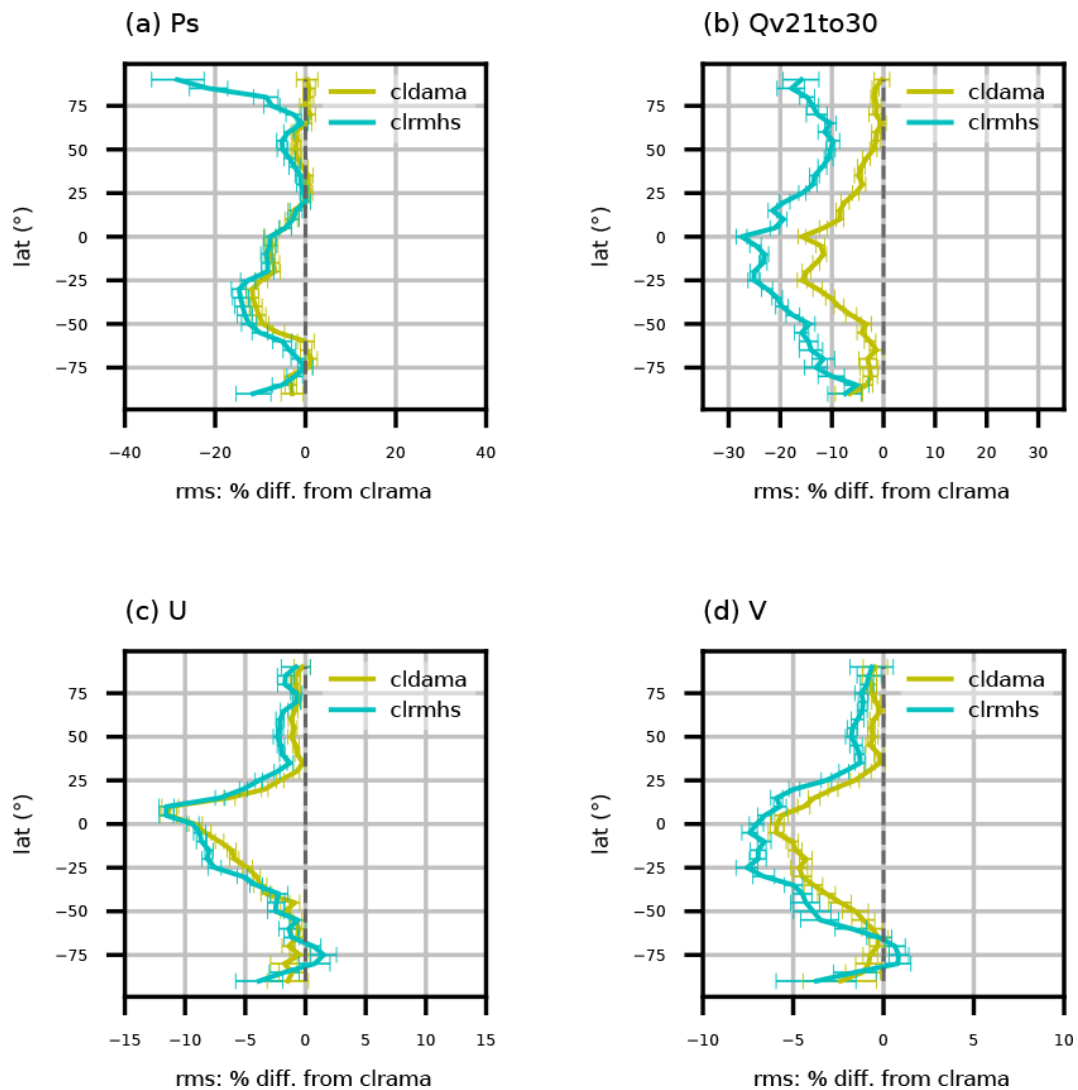 (a) Ps
cldama
clrmhs
75
50
25
0
−25
−50
−75
lat (°)
−40
−20
0
20
40
rms: % diff. from clrama
(b) Qv21to30
cldama
clrmhs
75
50
25
0
−25
−50
−75
lat (°)
−30
−20
−10
0
10
20
30
rms: % diff. from clrama
(c) U
cldama
clrmhs
75
50
25
0
−25
−50
−75
lat (°)
−15
−10
−5
0
5
10
15
rms: % diff. from clrama
(d) V
cldama
clrmhs
75
50
25
0
−25
−50
−75
lat (°)
−10
−5
0
5
10
rms: % diff. from clrama